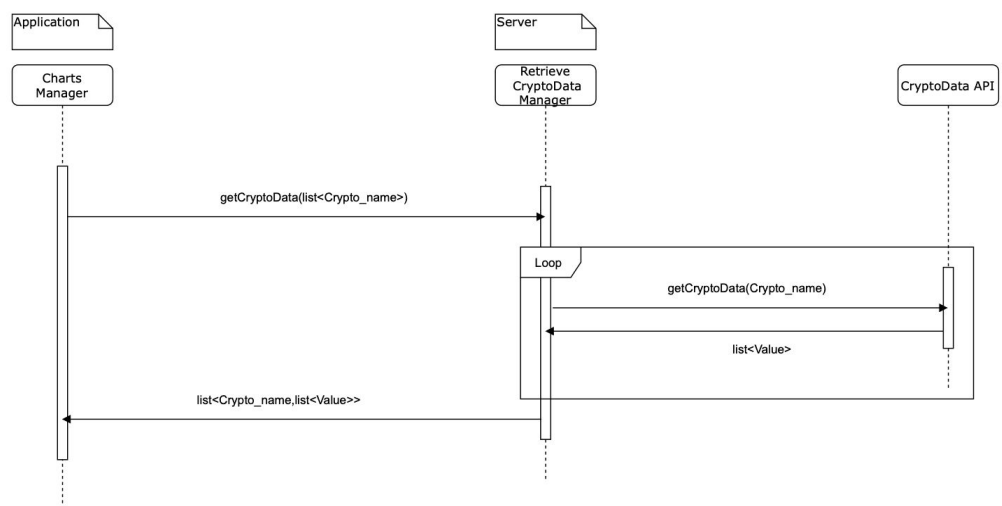 Application
Server
Charts
Manager
Retrieve
CryptoData
Manager
CryptoData API
getCryptoData(list<Crypto_name>)
Loop
getCryptoData(Crypto_name)
list<Value>
list<Crypto_name,list<Value>>